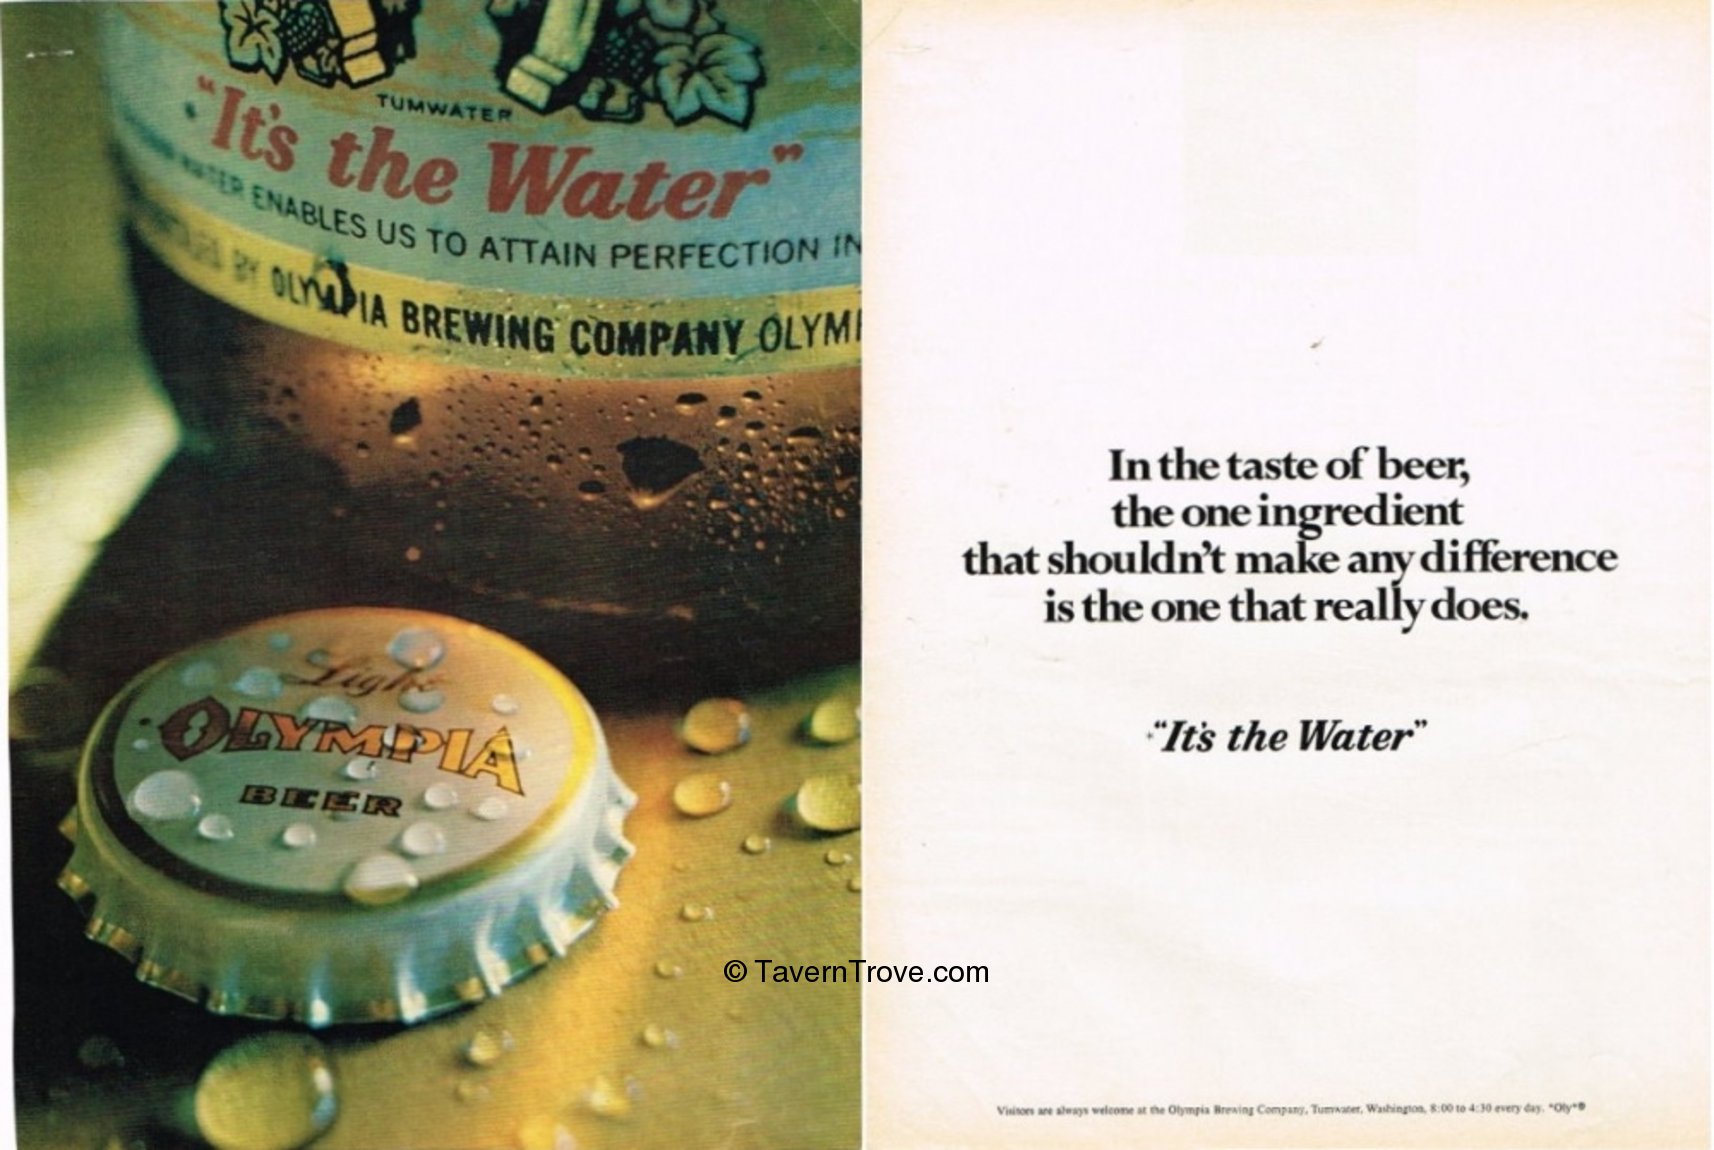 TUMWATER
"It's the Water"
WATER ENABLES US TO ATTAIN PERFECTION IN
BY OLYMPIA BREWING COMPANY OLYMP
Light
OLYMPIA
BEER
In the taste of beer,
the one ingredient
that shouldn't make any difference
is the one that really does.
"It's the Water"
© TavernTrove.com
Visitors are always welcome at the Olympia Brewing Company, Tumwater, Washington, 8:00 to 4:30 every day. *Oly*®